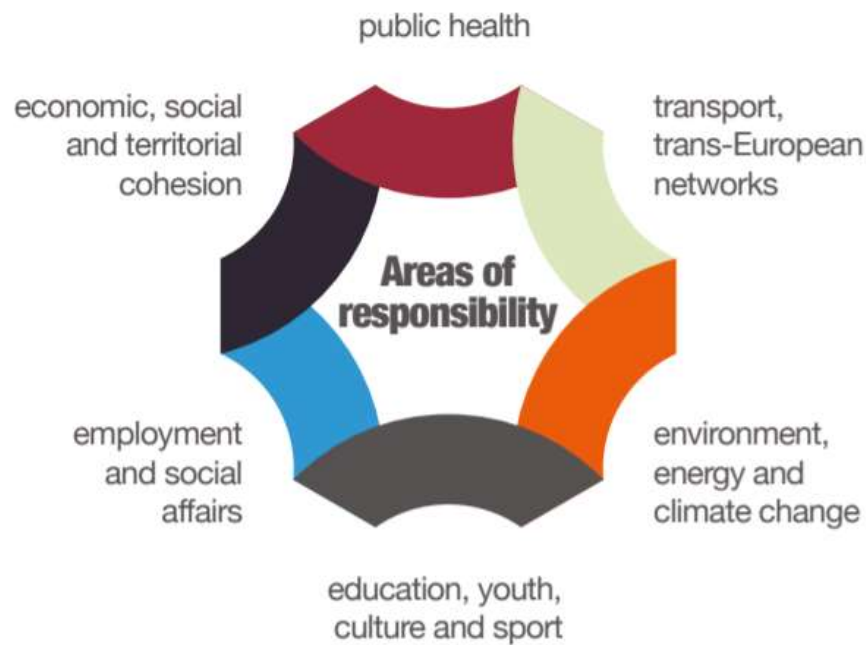 public health
economic, social
and territorial
cohesion
transport,
trans-European
networks
Areas of
responsibility
employment
and social
affairs
environment,
energy and
climate change
education, youth,
culture and sport